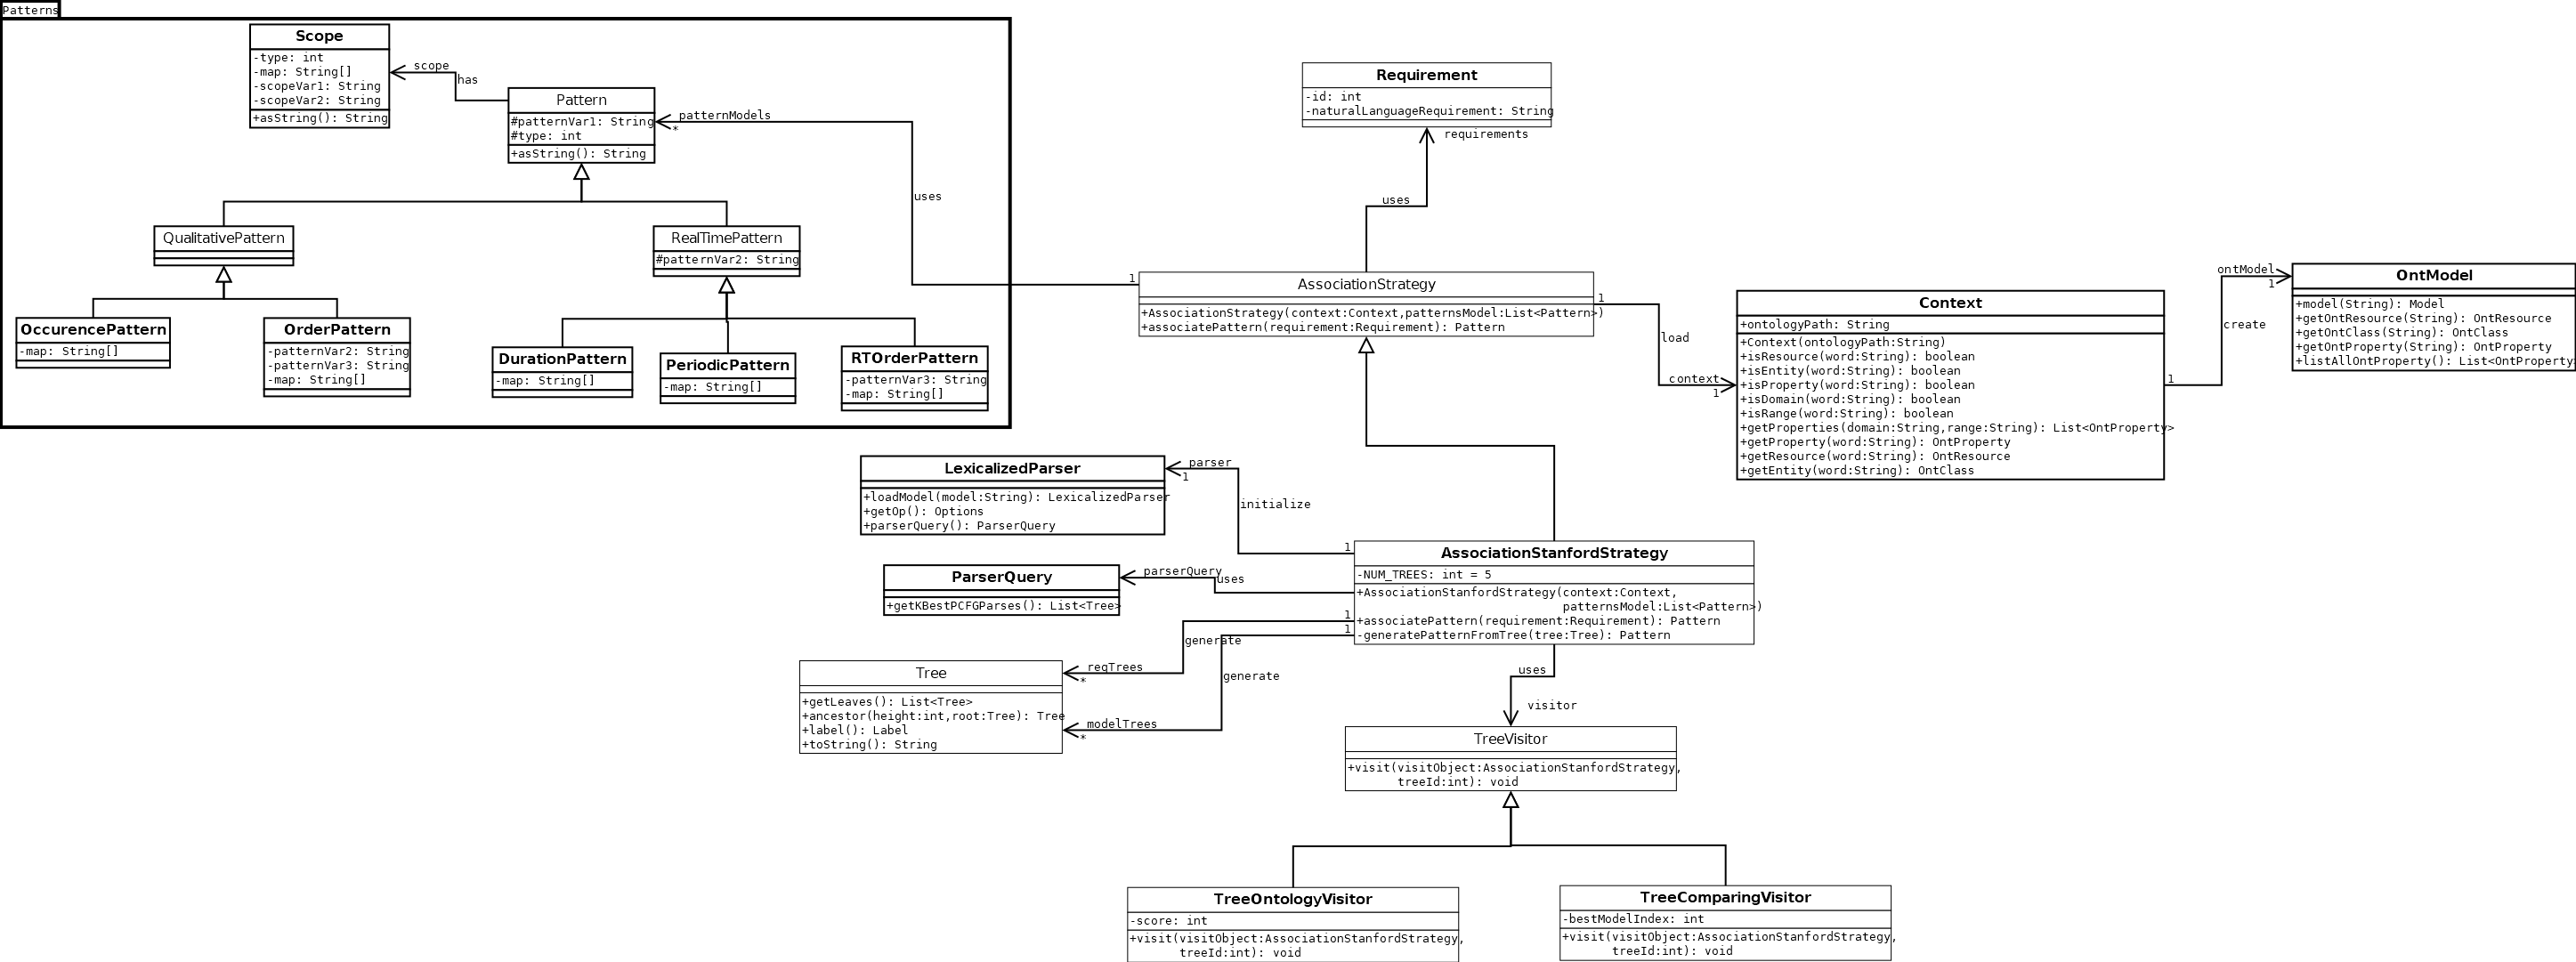 Patterns
Scope
-type: int
-map: String[]
-scopeVar1: String
-scopeVar2: String
+asString(): String
scope
has
Pattern
#patternVar1: String
#type: int
+asString(): String
patternModels
*
uses
QualitativePattern
RealTimePattern
#patternVar2: String
OccurencePattern
-map: String[]
OrderPattern
-patternVar2: String
-patternVar3: String
-map: String[]
DurationPattern
-map: String[]
PeriodicPattern
-map: String[]
RTOrderPattern
-patternVar3: String
-map: String[]
Requirement
-id: int
-naturalLanguageRequirement: String
requirements
uses
1
AssociationStrategy
+AssociationStrategy(context:Context,patternsModel:List<Pattern>)
+associatePattern(requirement:Requirement): Pattern
1
load
context
1
Context
+ontologyPath: String
+Context(ontologyPath:String)
+isResource(word:String): boolean
+isEntity(word:String): boolean
+isProperty(word:String): boolean
+isDomain(word:String): boolean
+isRange(word:String): boolean
+getProperties(domain:String,range:String): List<OntProperty>
+getProperty(word:String): OntProperty
+getResource(word:String): OntResource
+getEntity(word:String): OntClass
1
create
ontModel
1
OntModel
+model(String): Model
+getOntResource(String): OntResource
+getOntClass(String): OntClass
+getOntProperty(String): OntProperty
+listAllOntProperty(): List<OntProperty
LexicalizedParser
+loadModel(model:String): LexicalizedParser
+getOp(): Options
+parserQuery(): ParserQuery
parser
1
initialize
1
ParserQuery
+getKBestPCFGParses(): List<Tree>
parserQuery
uses
AssociationStanfordStrategy
-NUM_TREES: int = 5
+AssociationStanfordStrategy(context:Context,
patternsModel:List<Pattern>)
+associatePattern(requirement:Requirement): Pattern
-generatePatternFromTree(tree:Tree): Pattern
1
1
generate
generate
reqTrees
*
modelTrees
*
Tree
+getLeaves(): List<Tree>
+ancestor(height:int,root:Tree): Tree
+label(): Label
+toString(): String
uses
visitor
TreeVisitor
+visit(visitObject:AssociationStanfordStrategy,
treeId:int): void
TreeOntologyVisitor
-score: int
+visit(visitObject:AssociationStanfordStrategy,
treeId:int): void
TreeComparingVisitor
-bestModelIndex: int
+visit(visitObject:AssociationStanfordStrategy,
treeId:int): void